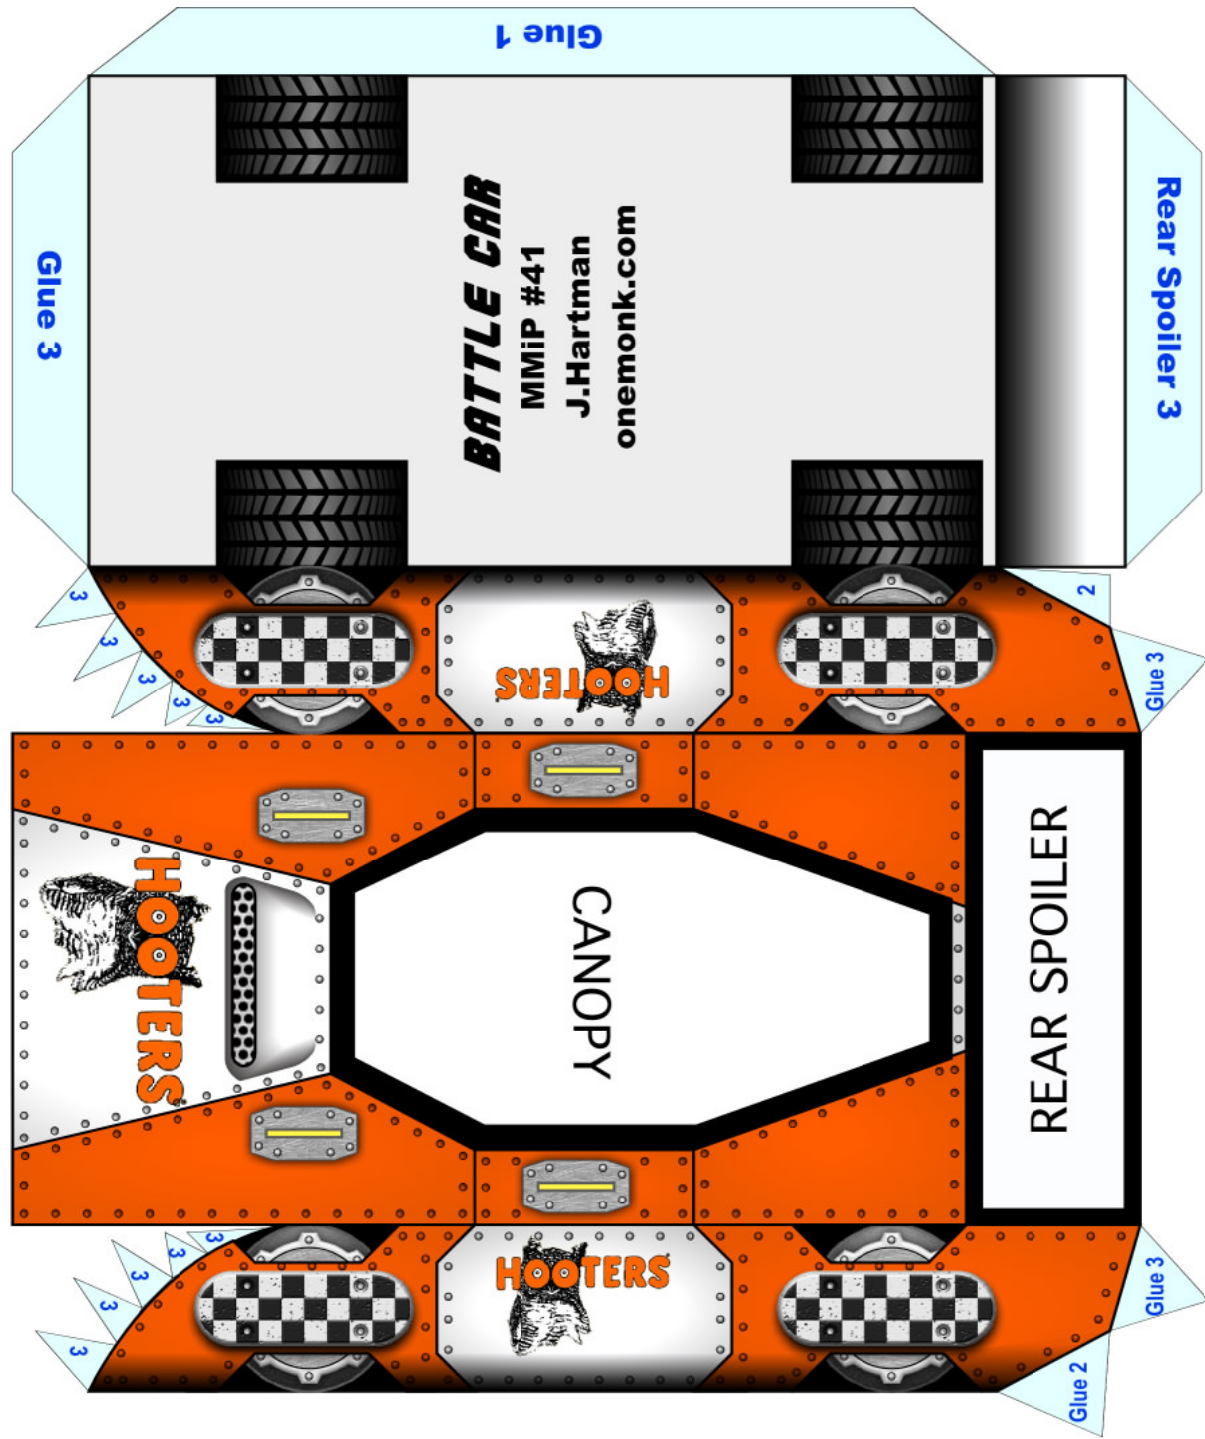 Glue 1
Glue 3
BATTLE CAR
MMiP #41
J.Hartman
onemonk.com
Rear Spoiler 3
3
3
3
3
3
2
Glue 3
HOOTERS
HOOTERS
CANOPY
REAR SPOILER
3
3
3
3
3
HOOTERS
Glue 3
Glue 2